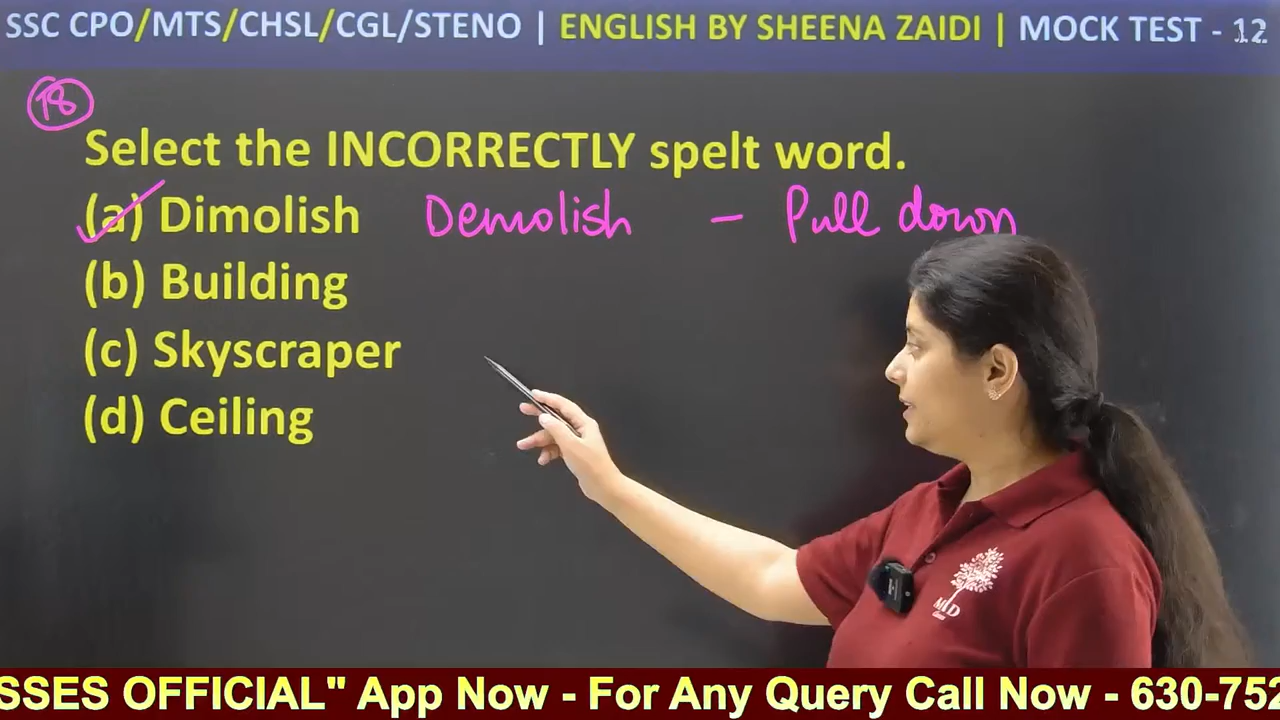 SSC CPO/MTS/CHSL/CGL/STENO | ENGLISH BY SHEENA ZAIDI | MOCK TEST - 12
18
Select the INCORRECTLY spelt word.
(a) Dimolish Demolish - Pull down
(b) Building
(c) Skyscraper
(d) Ceiling
MD
SSES OFFICIAL" App Now - For Any Query Call Now - 630-752